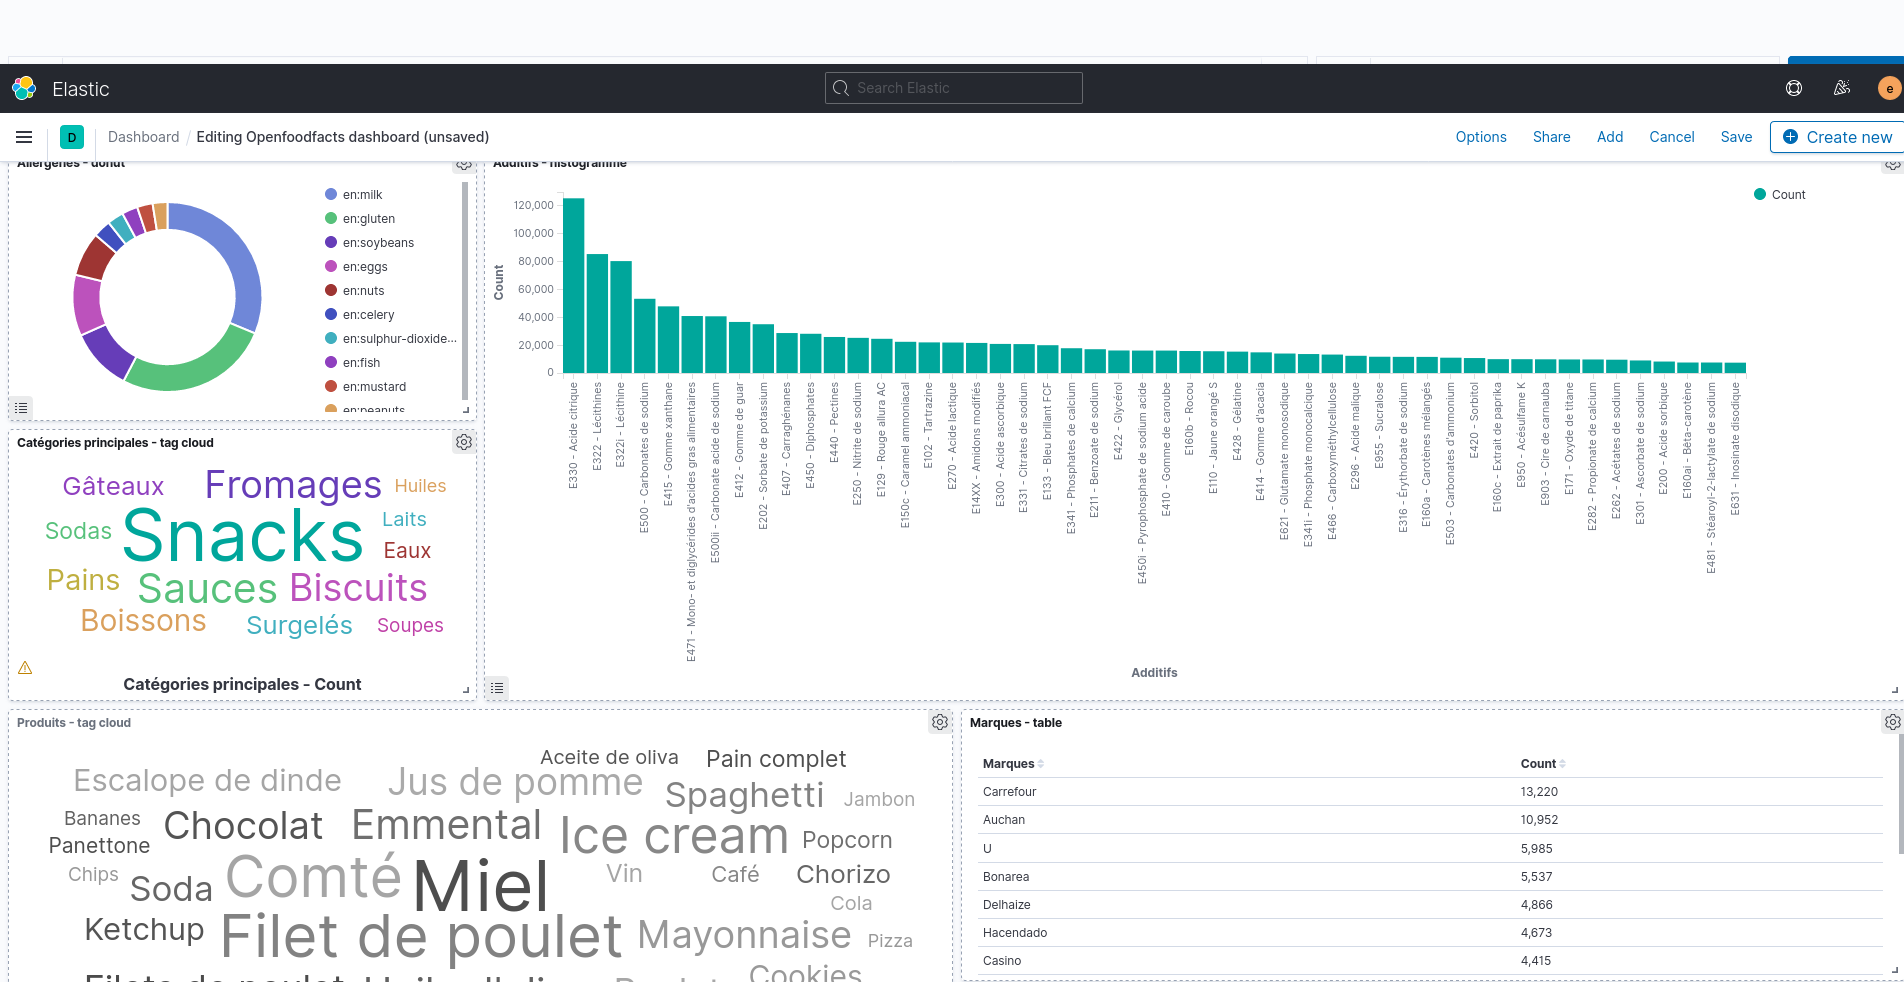 Elastic
Search Elastic
e
D
Dashboard / Editing Openfoodfacts dashboard (unsaved)
Options
Share
Add
Cancel
Save
Create new
Allergènes - donut
en:milk
en:gluten
en:soybeans
en:eggs
en:nuts
en:celery
en:sulphur-dioxide...
en:fish
en:mustard
en:peanuts
Additifs - histogramme
Count
120,000
100,000
80,000
60,000
40,000
20,000
0
Count
E330 - Acide citrique
E322 - Lécithines
E322i - Lécithine
E500 - Carbonates de sodium
E415 - Gomme xanthane
E471 - Mono- et diglycérides d'acides gras alimentaires
E500ii - Carbonate acide de sodium
E412 - Gomme de guar
E202 - Sorbate de potassium
E407 - Carraghénanes
E450 - Diphosphates
E440 - Pectines
E250 - Nitrite de sodium
E129 - Rouge allura AC
E150c - Caramel ammoniacal
E102 - Tartrazine
E270 - Acide lactique
E14XX - Amidons modifiés
E300 - Acide ascorbique
E331 - Citrates de sodium
E133 - Bleu brillant FCF
E341 - Phosphates de calcium
E211 - Benzoate de sodium
E422 - Glycérol
E450i - Pyrophosphate de sodium acide
E410 - Gomme de caroube
E160b - Rocou
E110 - Jaune orangé S
E428 - Gélatine
E414 - Gomme d'acacia
E621 - Glutamate monosodique
E341i - Phosphate monocalcique
E466 - Carboxyméthylcellulose
E296 - Acide malique
E955 - Sucralose
E316 - Érythorbate de sodium
E160a - Carotènes mélangés
E503 - Carbonates d'ammonium
E420 - Sorbitol
E160c - Extrait de paprika
E950 - Acésulfame K
E903 - Cire de carnauba
E171 - Oxyde de titane
E282 - Propionate de calcium
E262 - Acétates de sodium
E301 - Ascorbate de sodium
E200 - Acide sorbique
E160ai - Bêta-carotène
E481 - Stéaroyl-2-lactylate de sodium
E631 - Inosinate disodique
Additifs
Catégories principales - tag cloud
Gâteaux
Fromages
Huiles
Sodas
Snacks
Laits
Eaux
Pains
Sauces
Biscuits
Boissons
Surgelés
Soupes
Catégories principales - Count
Produits - tag cloud
Aceite de oliva
Pain complet
Escalope de dinde
Jus de pomme
Spaghetti
Jambon
Bananes
Chocolat
Emmental
Ice cream
Popcorn
Panettone
Chips
Soda
Comté
Miel
Vin
Café
Chorizo
Cola
Ketchup
Filet de poulet
Mayonnaise
Pizza
Cookies
Marques - table
Marques Count
Carrefour 13,220
Auchan 10,952
U 5,985
Bonarea 5,537
Delhaize 4,866
Hacendado 4,673
Casino 4,415